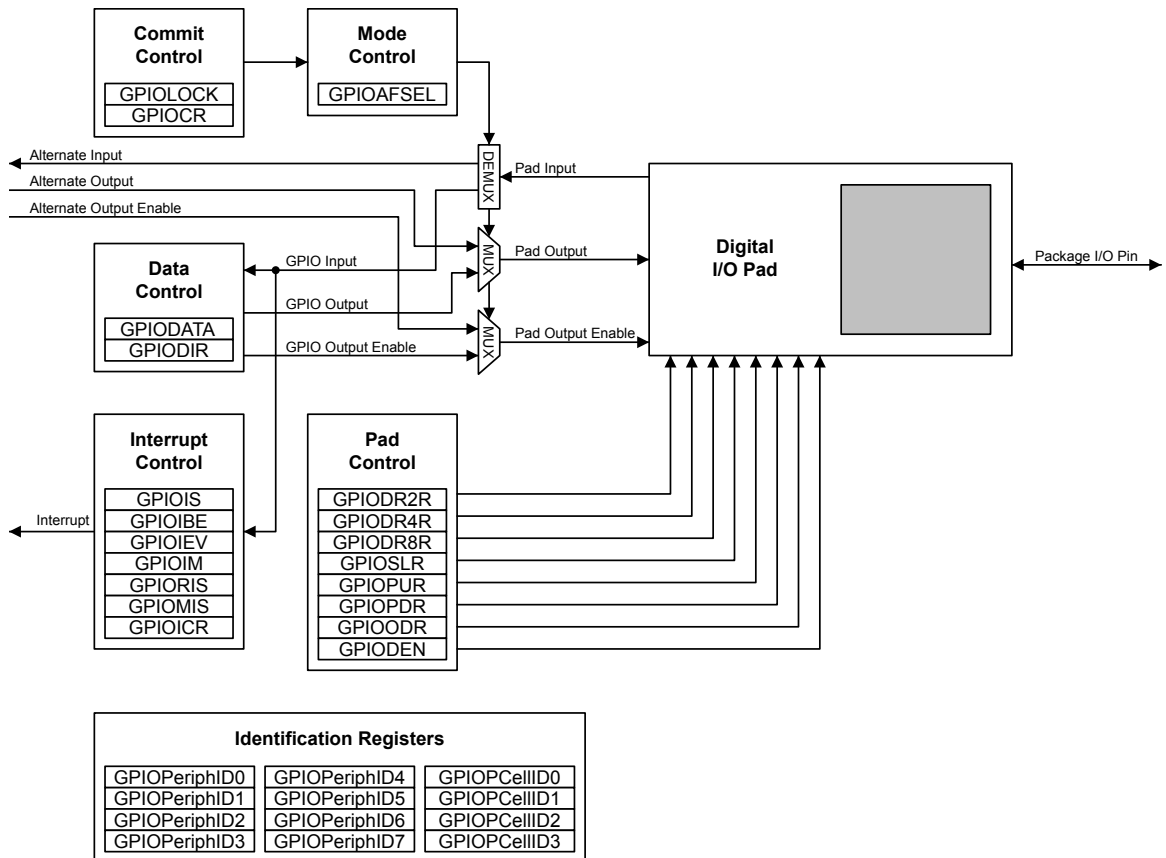 Commit
Control
GPIOLOCK
GPIOCR
Mode
Control
GPIOAFSEL
Alternate Input
Alternate Output
Alternate Output Enable
DEMUX
Pad Input
MUX
Pad Output
MUX
Pad Output Enable
Digital
I/O Pad
Package I/O Pin
Data
Control
GPIODATA
GPIODIR
GPIO Input
GPIO Output
GPIO Output Enable
Interrupt
Control
GPIOIS
GPIOIBE
GPIOIEV
GPIOIM
GPIORIS
GPIOMIS
GPIOICR
Interrupt
Pad
Control
GPIODR2R
GPIODR4R
GPIODR8R
GPIOSLR
GPIOPUR
GPIOPDR
GPIOODR
GPIODEN
Identification Registers
GPIOPeriphID0 GPIOPeriphID4 GPIOPCellID0
GPIOPeriphID1 GPIOPeriphID5 GPIOPCellID1
GPIOPeriphID2 GPIOPeriphID6 GPIOPCellID2
GPIOPeriphID3 GPIOPeriphID7 GPIOPCellID3